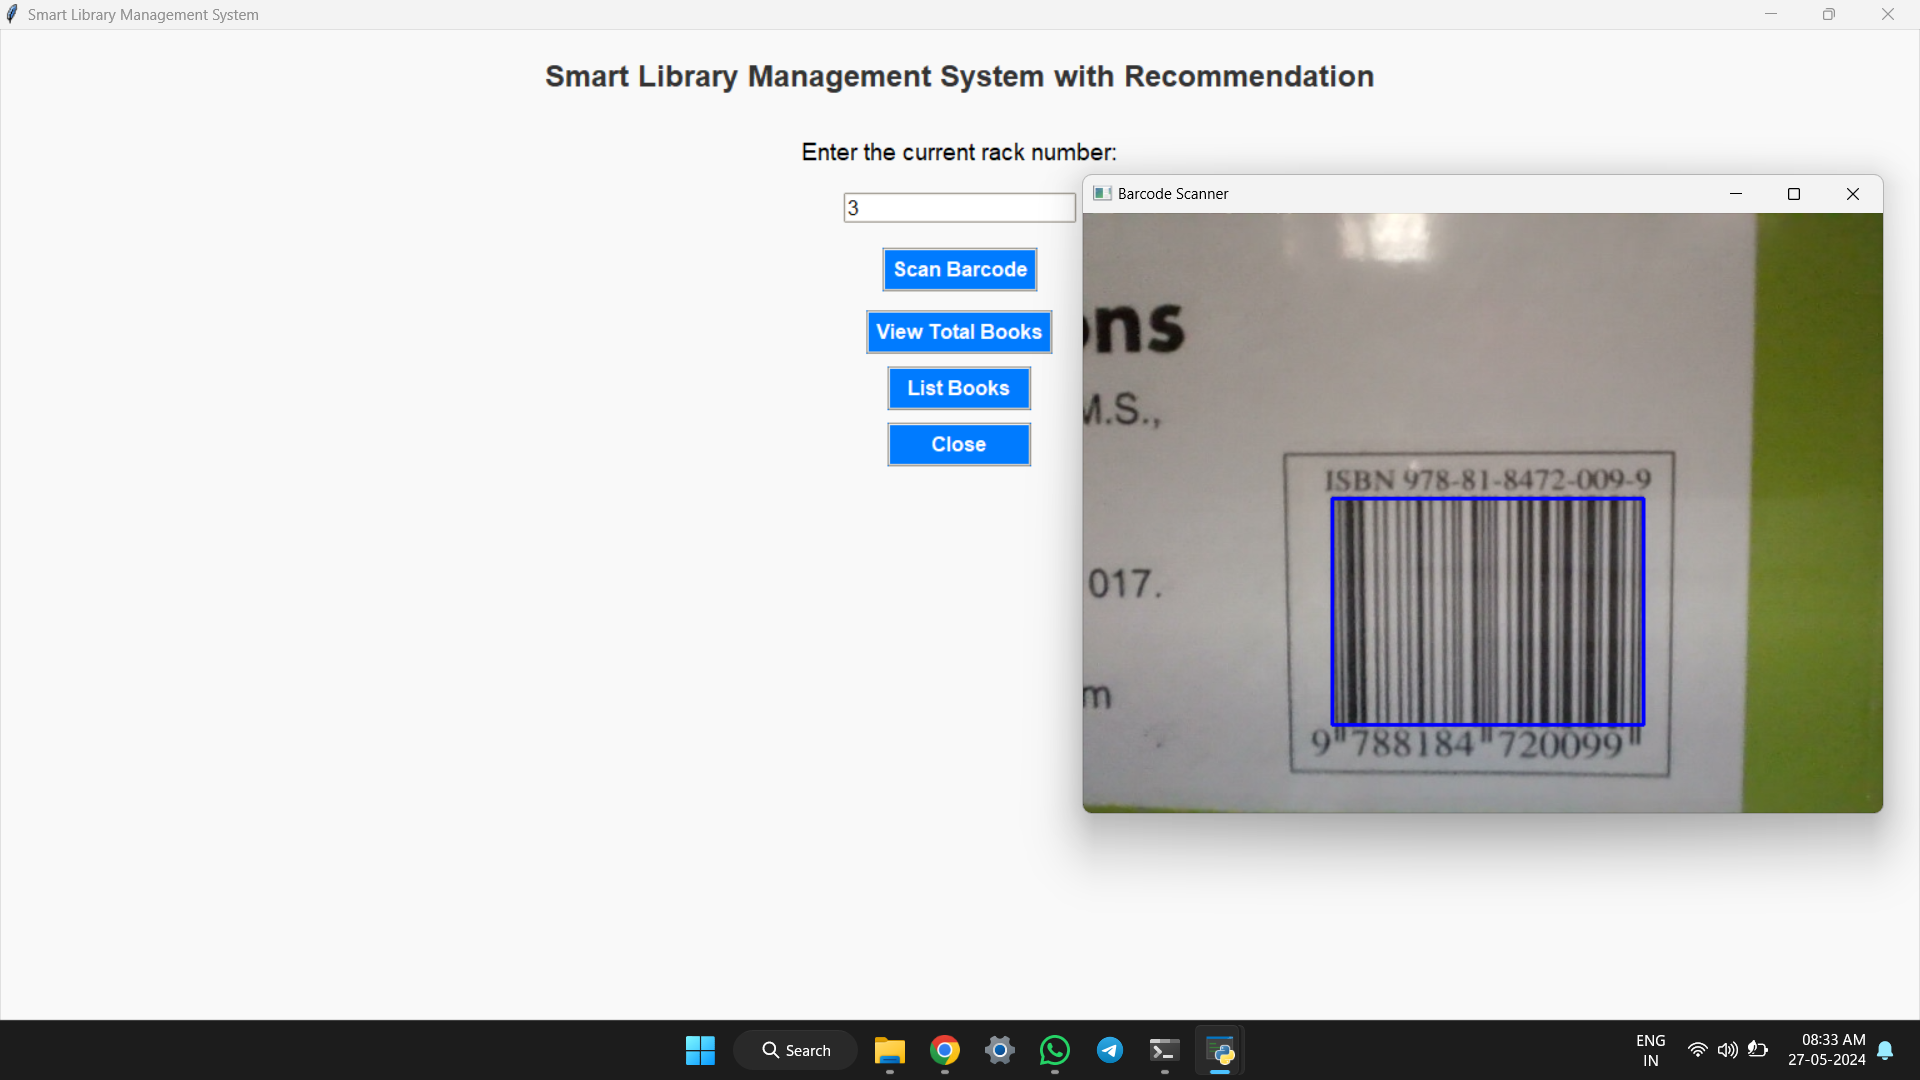 Smart Library Management System
Smart Library Management System with Recommendation
Enter the current rack number:
3
Scan Barcode
View Total Books
List Books
Close
Barcode Scanner
ons
M.S.,
ISBN 978-81-8472-009-9
017.
m
9"788184"720099"
Search
ENG
IN
08:33 AM
27-05-2024